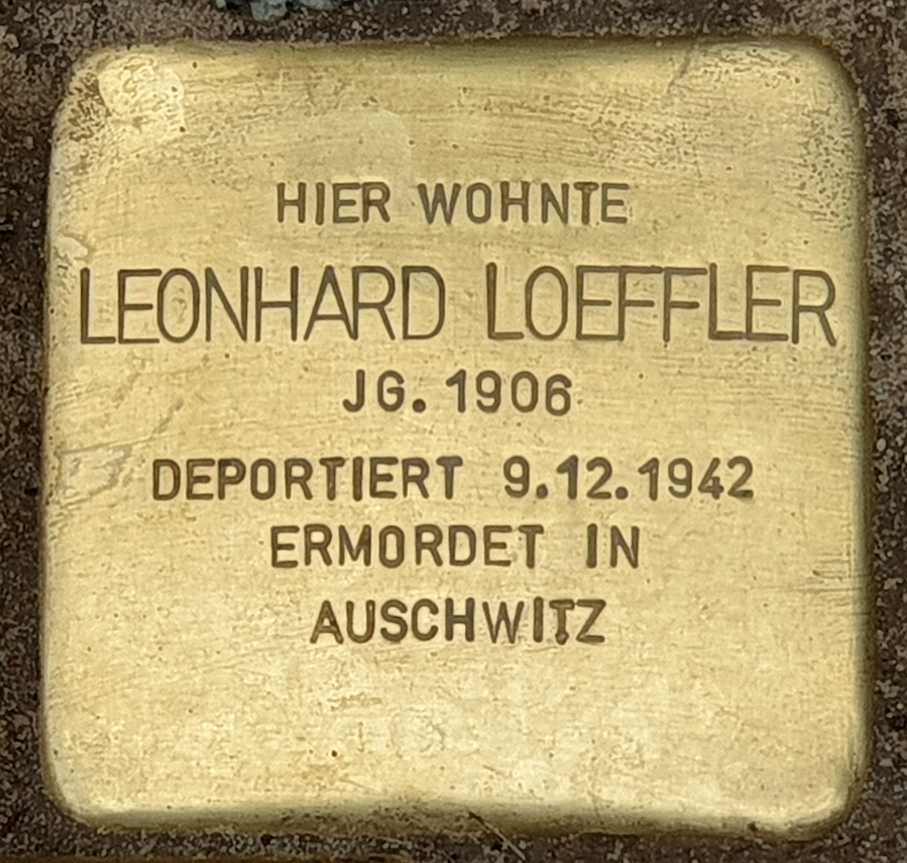 HIER WOHNTE
LEONHARD LOEFFLER
JG. 1906
DEPORTIERT 9.12.1942
ERMORDET IN
AUSCHWITZ